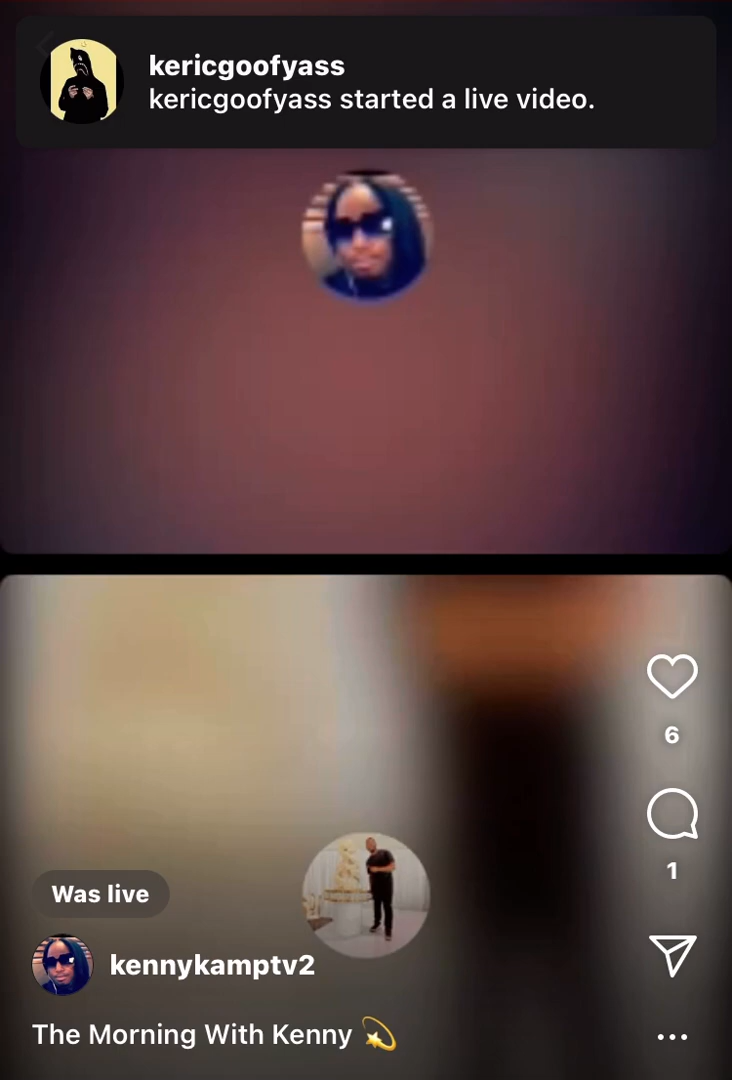 kericgoofyass
kericgoofyass started a live video.
6
1
Was live
kennykamptv2
The Morning With Kenny 💫